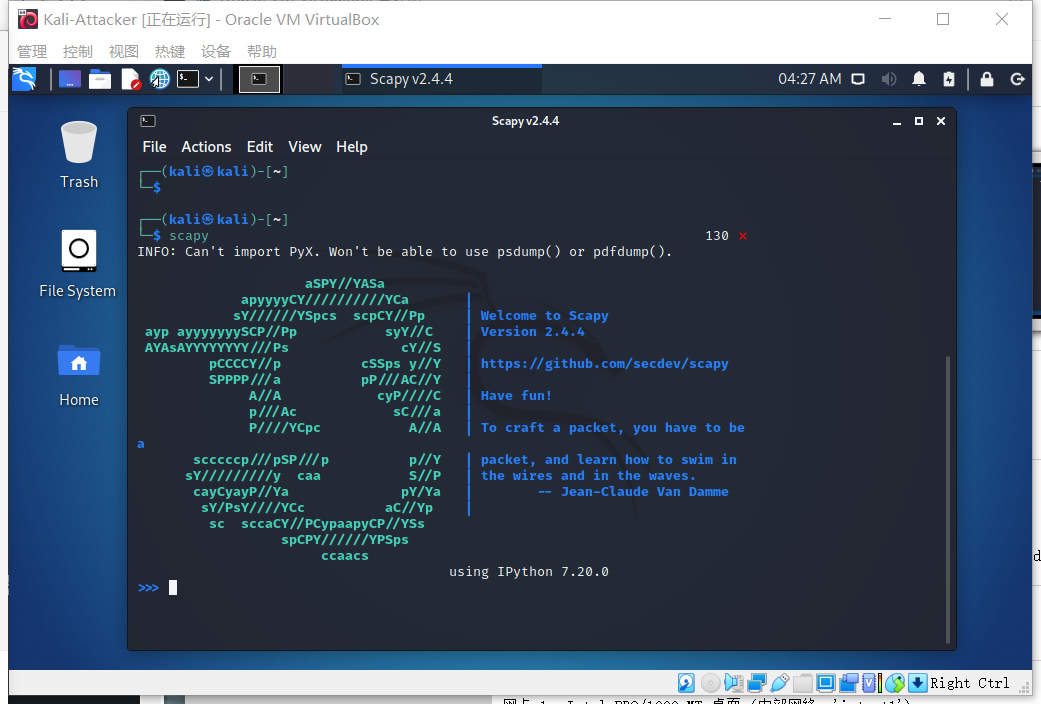 Kali-Attacker [正在运行] - Oracle VM VirtualBox
管理 控制 视图 热键 设备 帮助
Scapy v2.4.4
04:27 AM
Scapy v2.4.4
File Actions Edit View Help
┌──(kali㉿kali)-[~]
└─$
┌──(kali㉿kali)-[~]
└─$ scapy 130 ⨯
INFO: Can't import PyX. Won't be able to use psdump() or pdfdump().
aSPY//YASa
apyyyyCY//////////YCa |
sY//////YSpcs scpCY//Pp | Welcome to Scapy
ayp ayyyyyyySCP//Pp syY//C | Version 2.4.4
AYAsAYYYYYYYY///Ps cY//S |
pCCCCY//p cSSps y//Y | https://github.com/secdev/scapy
SPPPP///a pP///AC//Y |
A//A cyP////C | Have fun!
p///Ac sC///a |
P////YCpc A//A | To craft a packet, you have to be
a
scccccp///pSP///p p//Y | packet, and learn how to swim in
sY/////////y caa S//P | the wires and in the waves.
cayCyayP//Ya pY/Ya | -- Jean-Claude Van Damme
sY/PsY////YCc aC//Yp |
sc sccaCY//PCypaapyCP//YSs
spCPY//////YPSps
ccaacs
using IPython 7.20.0
>>>
Trash
File System
Home
Right Ctrl